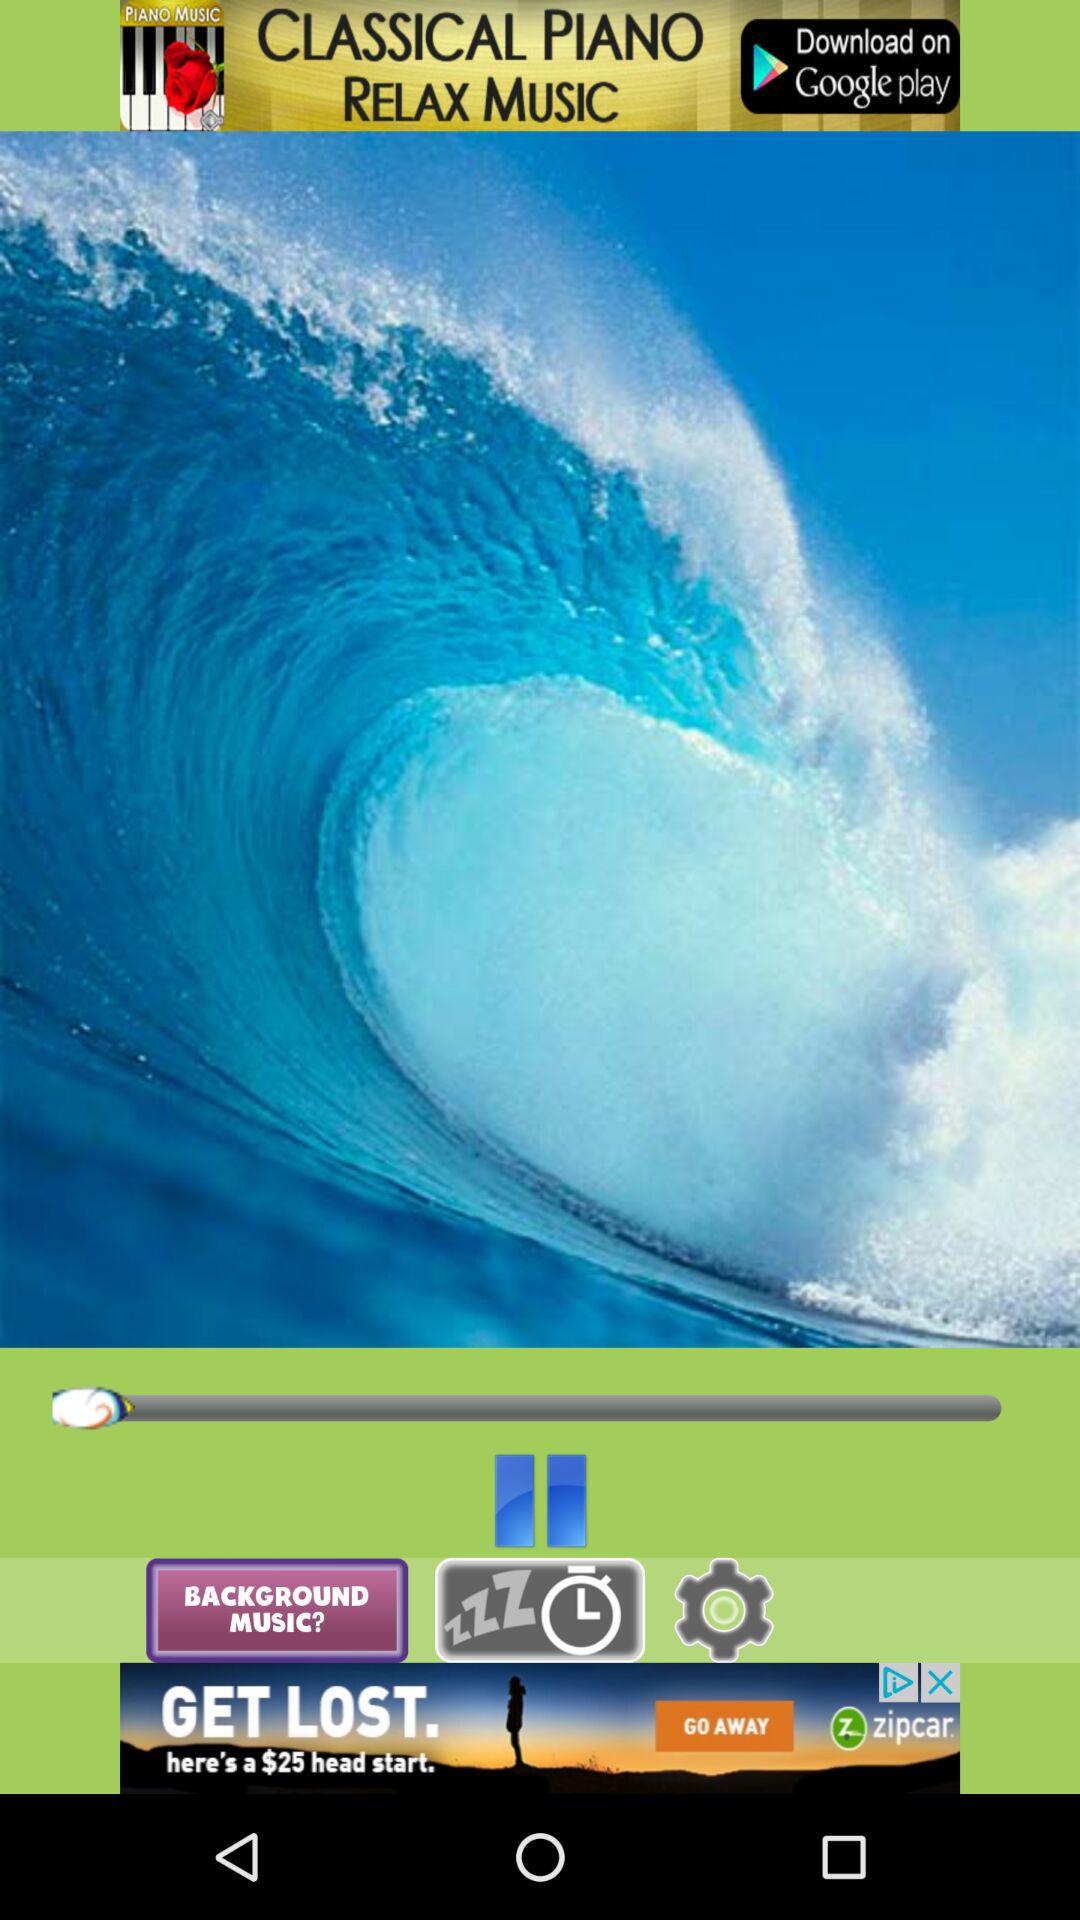 PIANO MUSIC
CLASSICAL PIANO
RELAX MUSIC
Download on
Google play
BACKGROUND
MUSIC?
zzZ
GET LOST.
here's a $25 head start.
GO AWAY
Z zipcar.